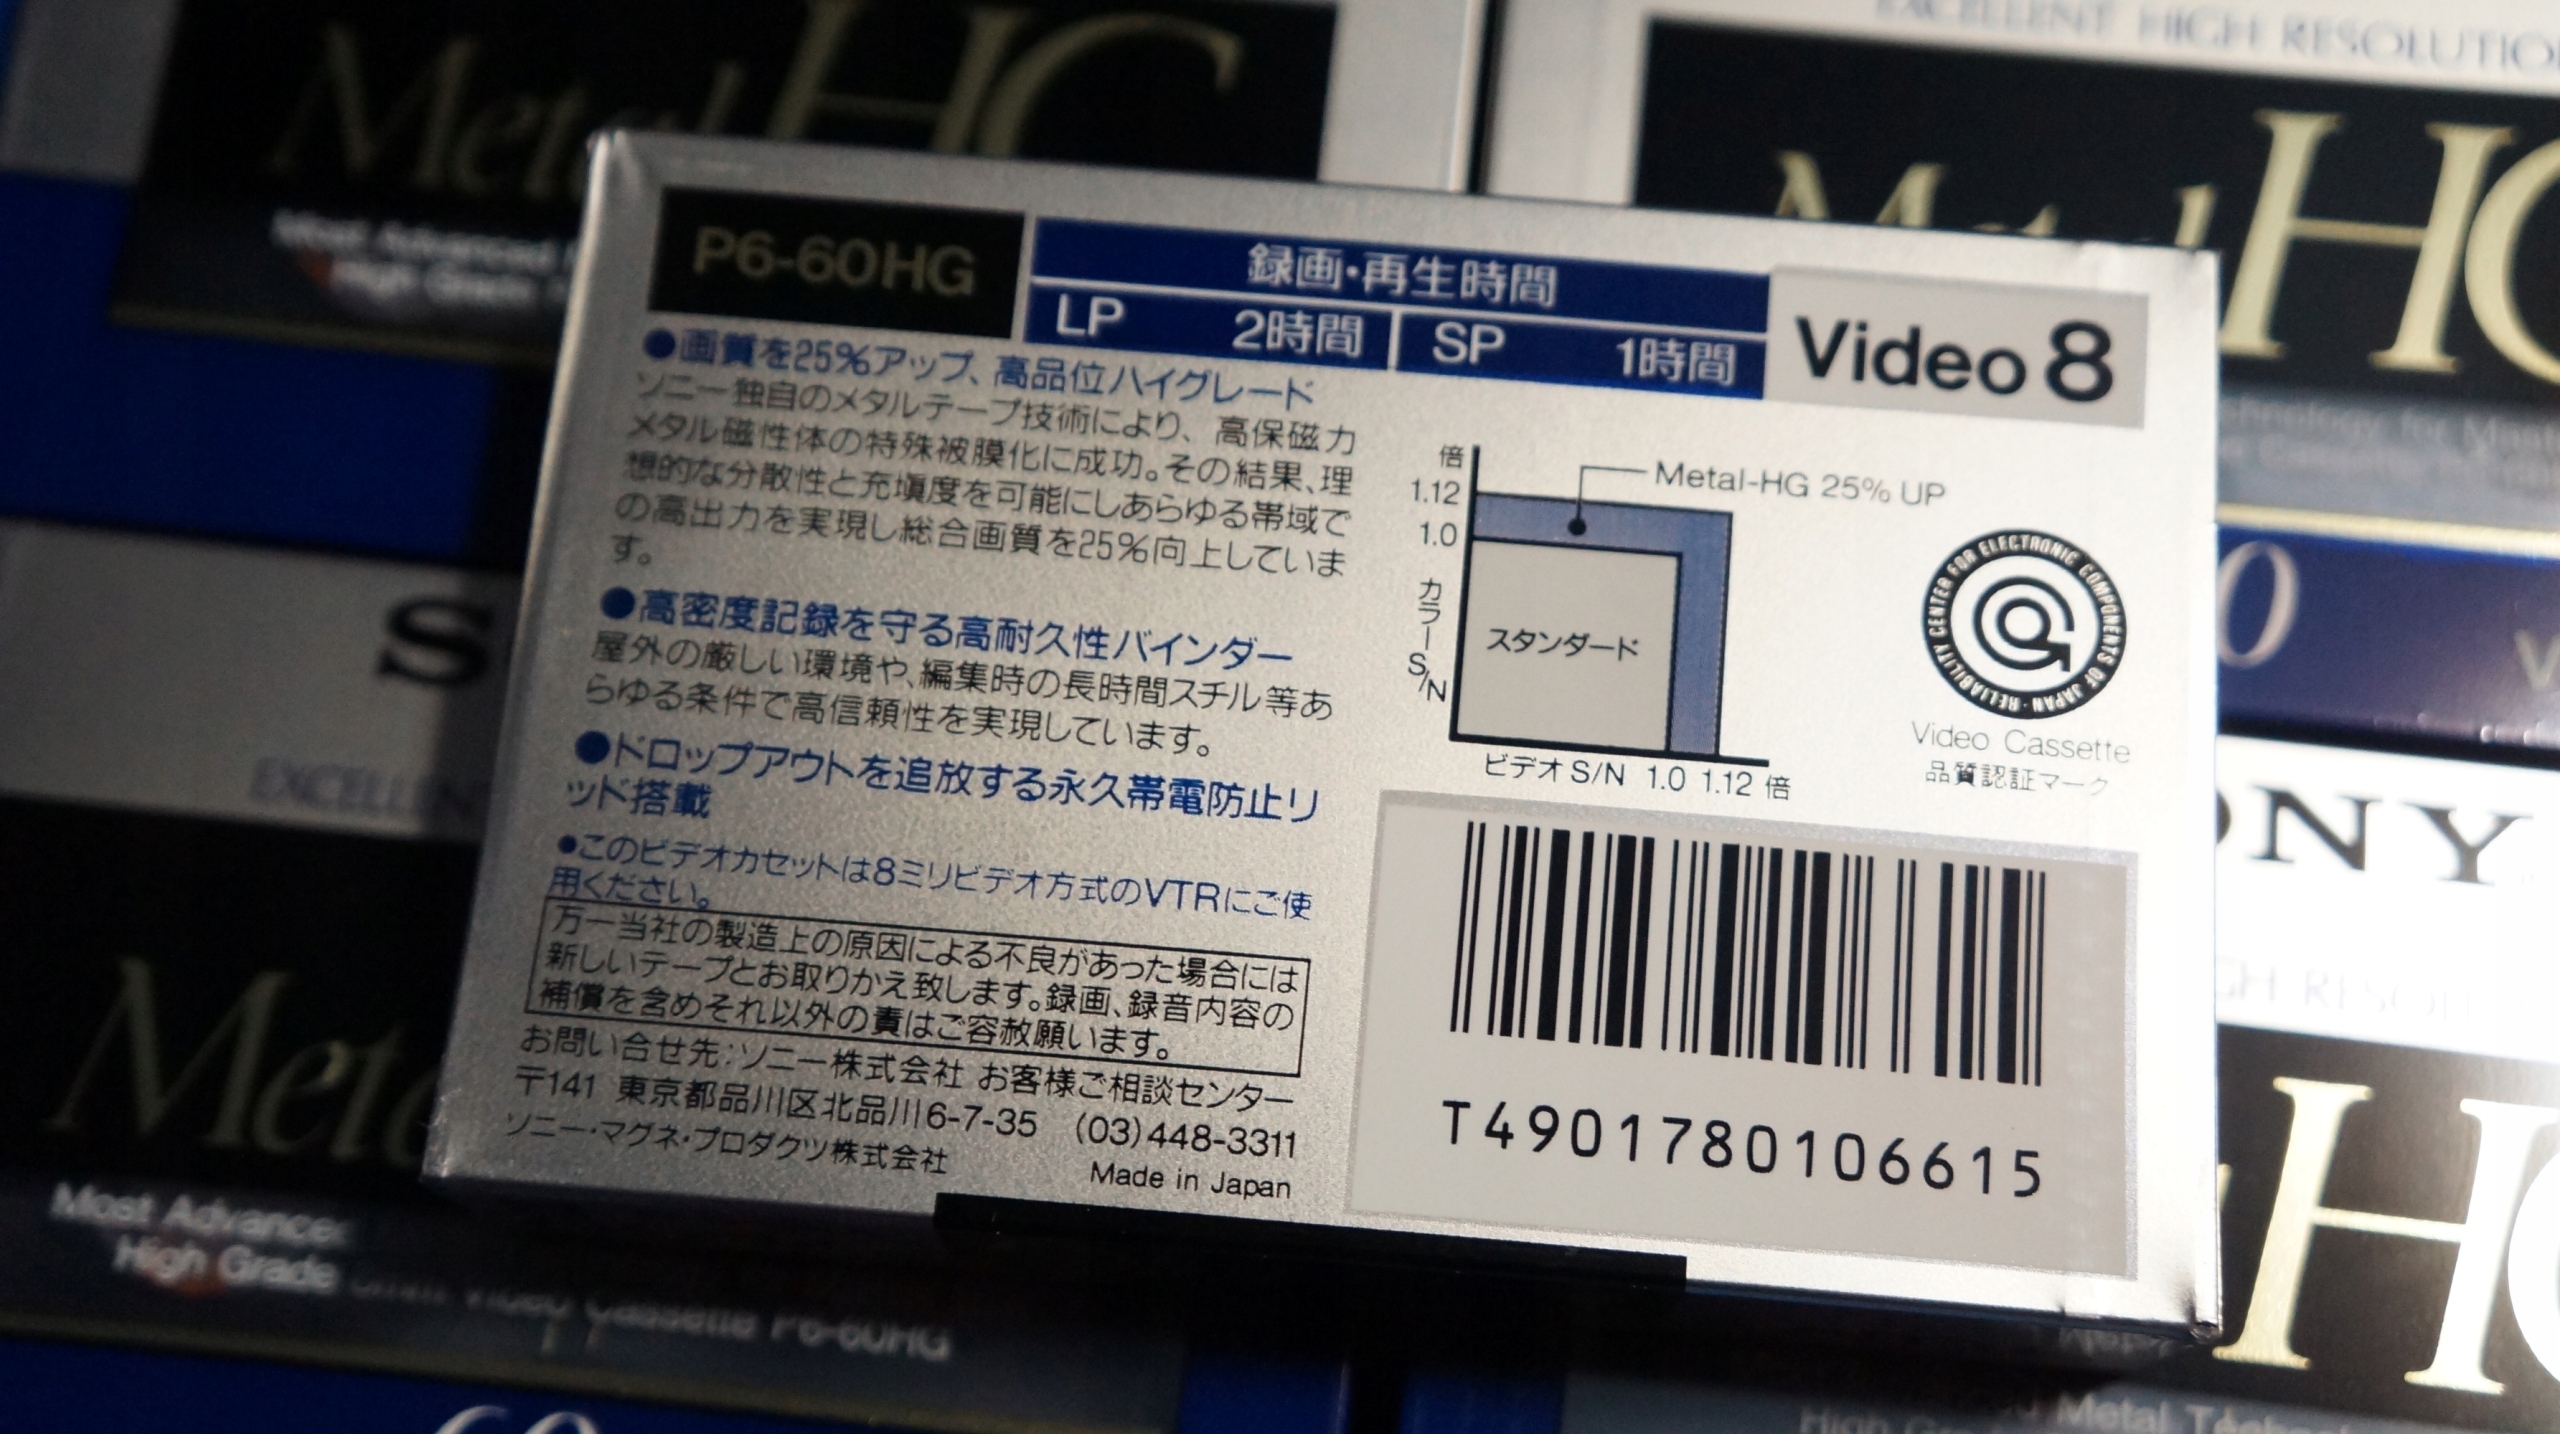 Metal HG
Most Advanced
High Grade
EXCELLENT HIGH RESOLUTION
Metal HG
P6-60HG
録画・再生時間
LP 2時間 SP 1時間
Video 8
●画質を25%アップ、高品位ハイグレード
ソニー独自のメタルテープ技術により、高保磁力
メタル磁性体の特殊被膜化に成功。その結果、理
想的な分散性と充塡度を可能にしあらゆる帯域で
の高出力を実現し総合画質を25%向上していま
す。
●高密度記録を守る高耐久性バインダー
屋外の厳しい環境や、編集時の長時間スチル等あ
らゆる条件で高信頼性を実現しています。
●ドロップアウトを追放する永久帯電防止リ
ッド搭載
●このビデオカセットは8ミリビデオ方式のVTRにご使
用ください。
万一当社の製造上の原因による不良があった場合には
新しいテープとお取りかえ致します。録画、録音内容の
補償を含めそれ以外の責はご容赦願います。
お問い合せ先:ソニー株式会社 お客様ご相談センター
〒141 東京都品川区北品川6-7-35 (03)448-3311
ソニー・マグネ・プロダクツ株式会社
Made in Japan
倍
1.12
1.0
カラーS/N
Metal-HG 25% UP
スタンダード
ビデオ S/N 1.0 1.12 倍
CENTER FOR ELECTRONIC COMPONENTS OF JAPAN・RELIABILITY
Video Cassette
品質認証マーク
T4901780106615
S
EXCELLEN
Most Advanced
High Grade 8mm Video Cassette P6-60HG
60
ONY
H